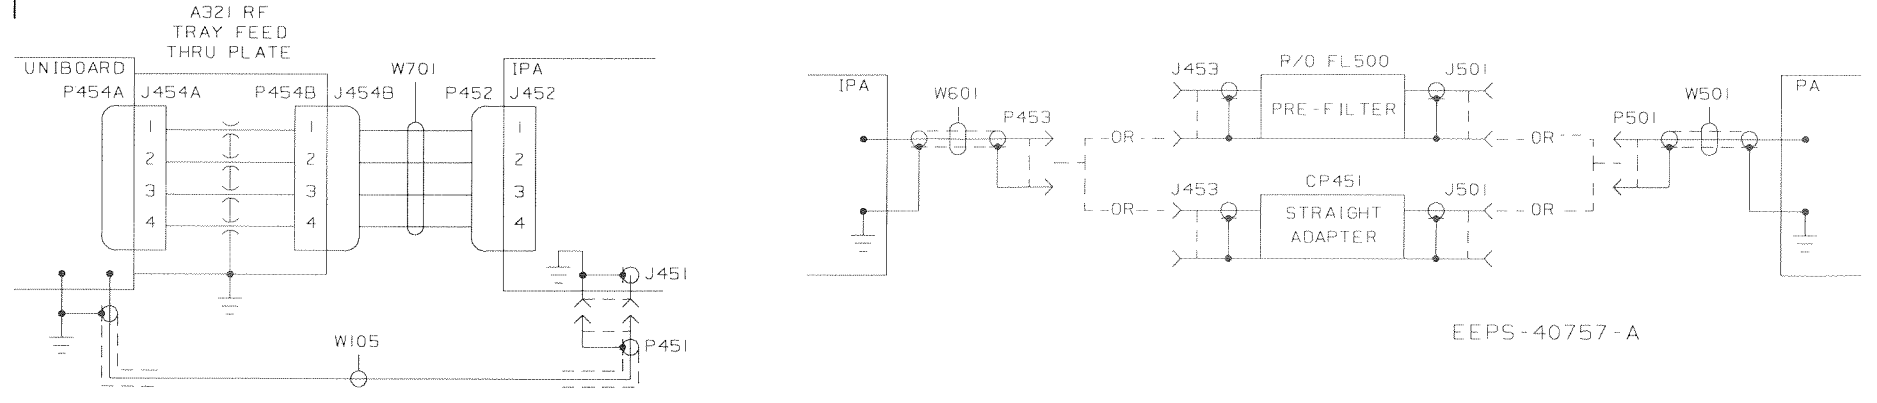 A321 RF
TRAY FEED
THRU PLATE
UNIBOARD
W701
IPA
P454A
J454A
P454B
J454B
P452
J452
1
1
1
2
2
2
3
3
3
4
4
4
J451
W105
P451
IPA
W601
P453
J453
R/O FL500
J501
PRE-FILTER
OR
OR
P501
W501
PA
J453
CP451
J501
OR
STRAIGHT
ADAPTER
OR
EEPS-40757-A